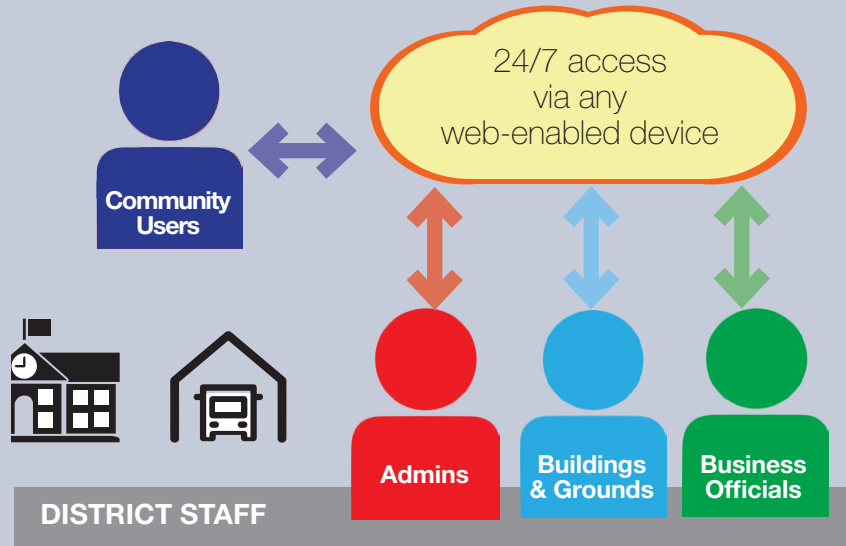 24/7 access
via any
web-enabled device
Community
Users
Admins
Buildings
& Grounds
Business
Officials
DISTRICT STAFF